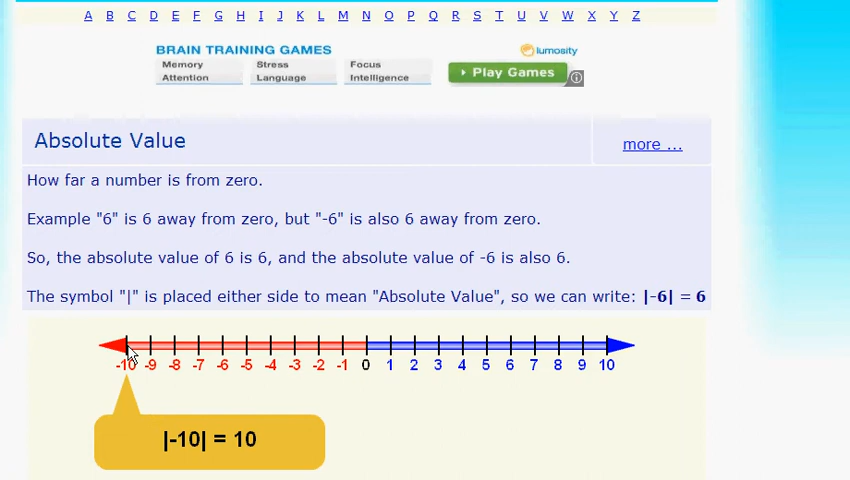 A B C D E F G H I J K L M N O P Q R S T U V W X Y Z
BRAIN TRAINING GAMES
lumosity
Memory Stress Focus
Attention Language Intelligence
Play Games
Absolute Value
more ...
How far a number is from zero.
Example "6" is 6 away from zero, but "-6" is also 6 away from zero.
So, the absolute value of 6 is 6, and the absolute value of -6 is also 6.
The symbol "|" is placed either side to mean "Absolute Value", so we can write: |-6| = 6
-10 -9 -8 -7 -6 -5 -4 -3 -2 -1 0 1 2 3 4 5 6 7 8 9 10
|-10| = 10